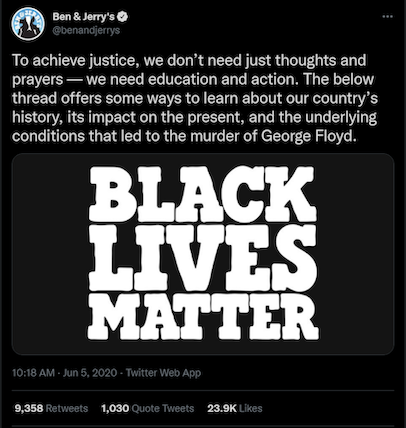 Ben & Jerry's
@benandjerrys
To achieve justice, we don't need just thoughts and
prayers — we need education and action. The below
thread offers some ways to learn about our country's
history, its impact on the present, and the underlying
conditions that led to the murder of George Floyd.
BLACK
LIVES
MATTER
10:18 AM · Jun 5, 2020 · Twitter Web App
9,358 Retweets 1,030 Quote Tweets 23.9K Likes